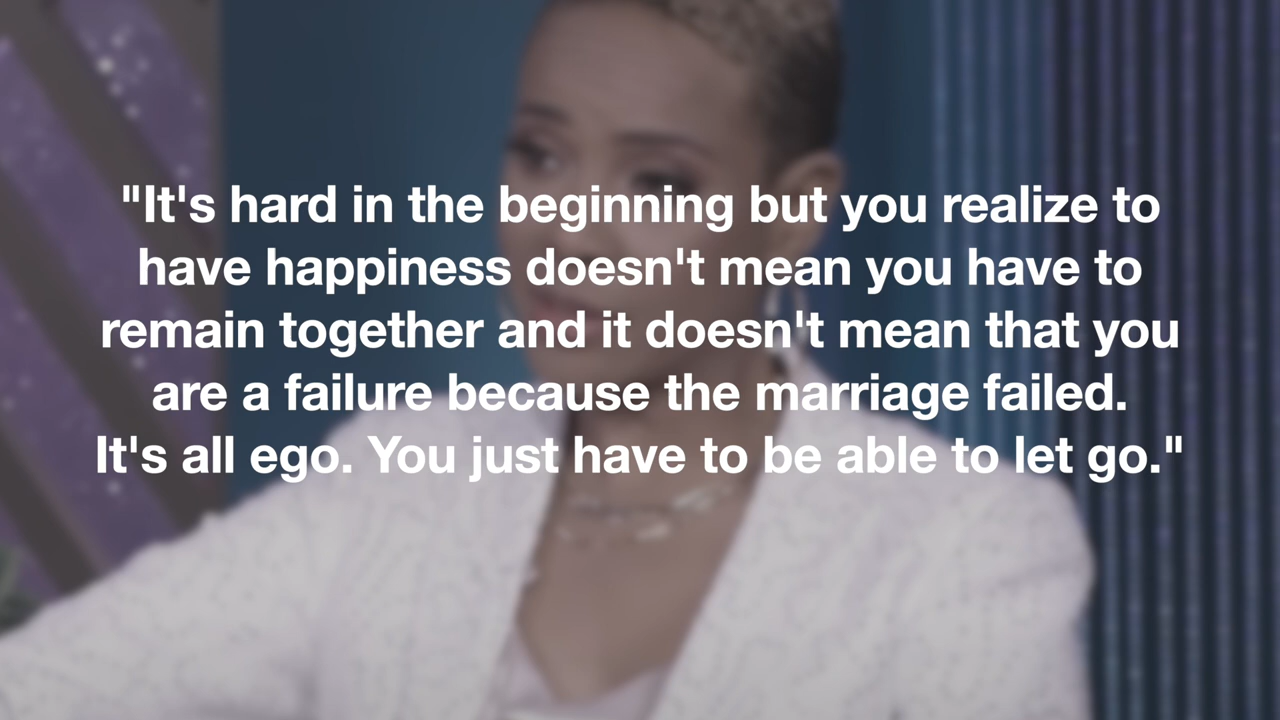 "It's hard in the beginning but you realize to
have happiness doesn't mean you have to
remain together and it doesn't mean that you
are a failure because the marriage failed.
It's all ego. You just have to be able to let go."